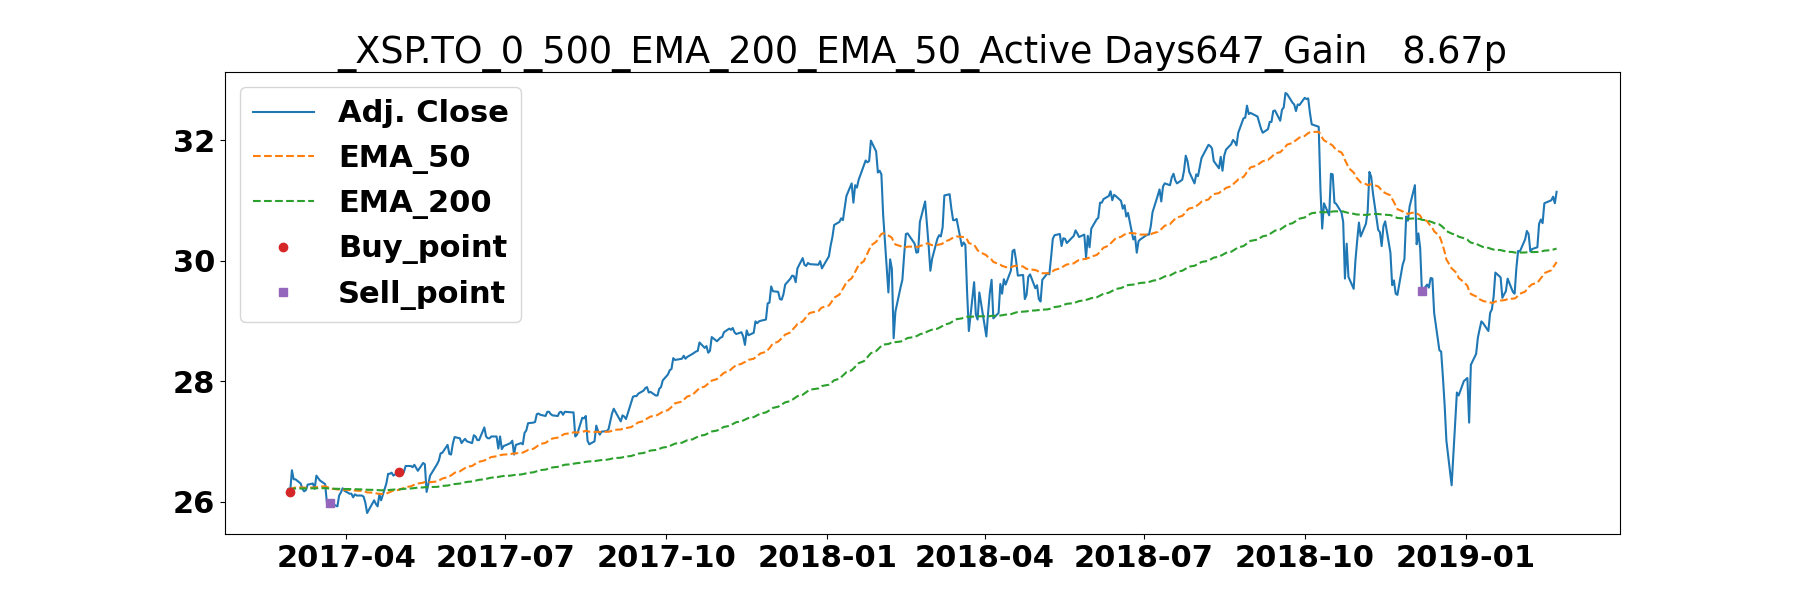 _XSP.TO_0_500_EMA_200_EMA_50_Active Days647_Gain   8.67p
Adj. Close
EMA_50
EMA_200
Buy_point
Sell_point
32
30
28
26
2017-04 2017-07 2017-10 2018-01 2018-04 2018-07 2018-10 2019-01